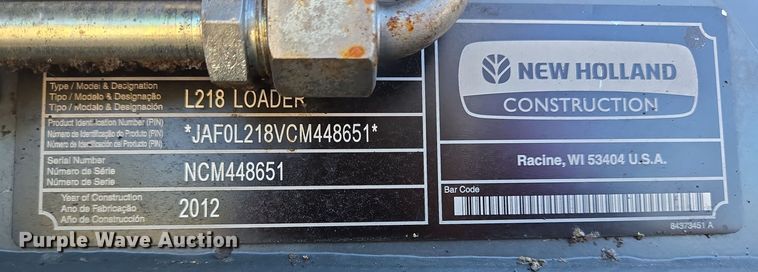 Type / Model & Designation
Tipo / Modelo & Designação
Tipo / Modelo & Designación
L218 LOADER
Product Identification Number (PIN)
Número de Identificação do Produto (PIN)
Número de Identificación del Producto (PIN)
*JAF0L218VCM448651*
Serial Number
Número de Série
Número de Série
NCM448651
Year of Construction
Ano de Fabricação
Año de Construcción
2012
NEW HOLLAND
CONSTRUCTION
Racine, WI 53404 U.S.A.
Bar Code
84373451 A
Purple Wave Auction